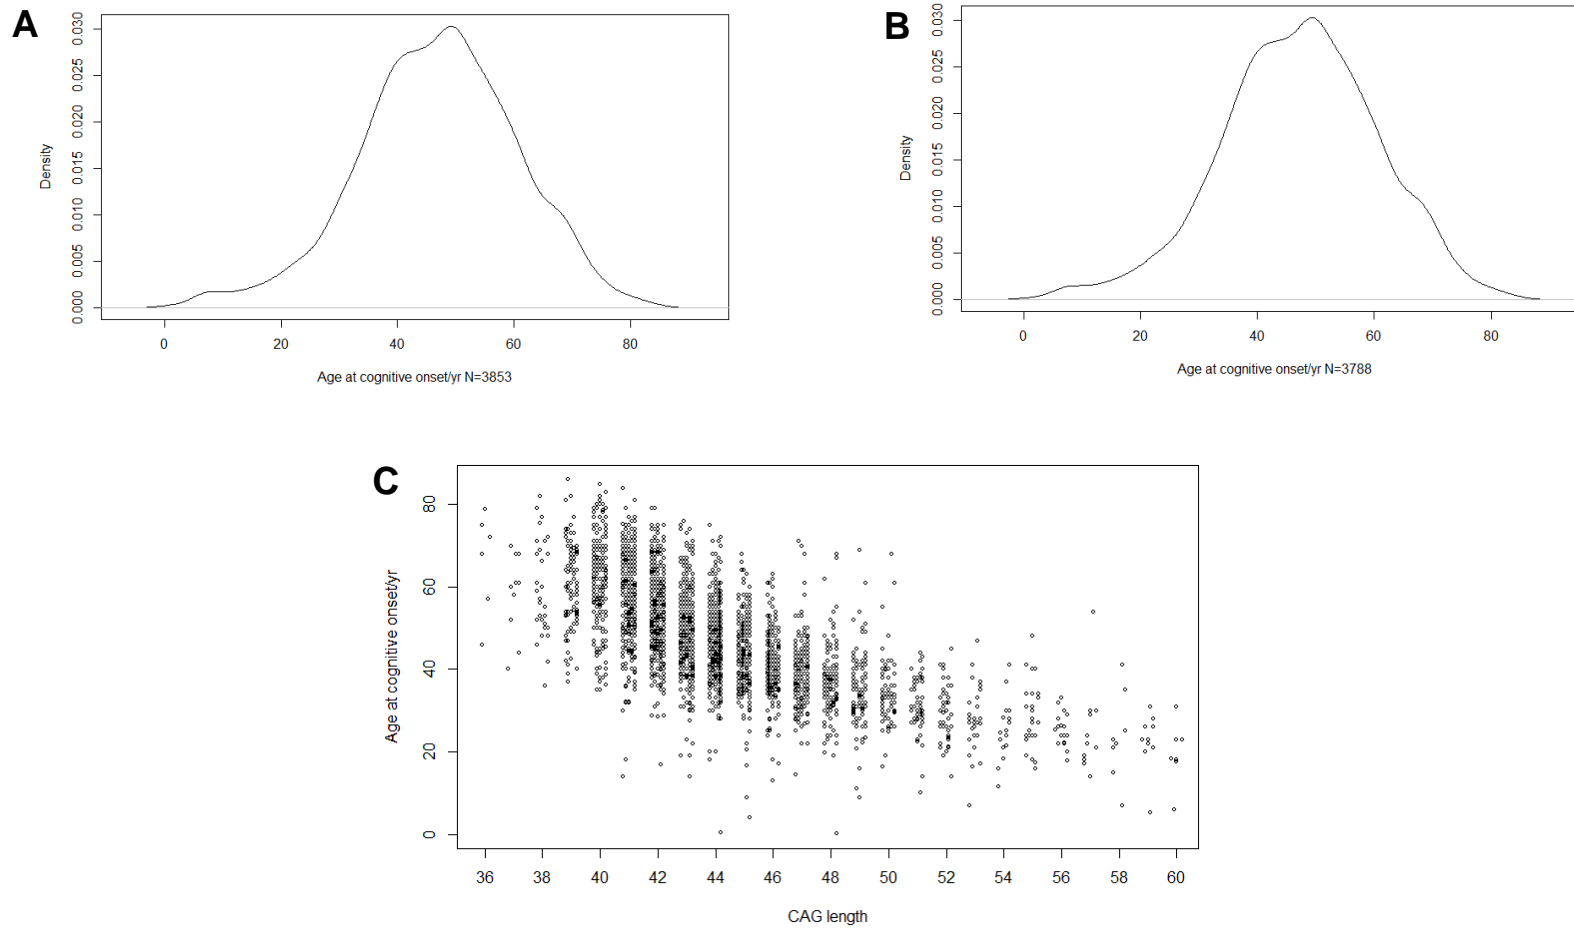 A
0.000 0.005 0.010 0.015 0.020 0.025 0.030
Density
0 20 40 60 80
Age at cognitive onset/yr N=3853
B
0.000 0.005 0.010 0.015 0.020 0.025 0.030
Density
0 20 40 60 80
Age at cognitive onset/yr N=3788
C
0 20 40 60 80
Age at cognitive onset/yr
36 38 40 42 44 46 48 50 52 54 56 58 60
CAG length